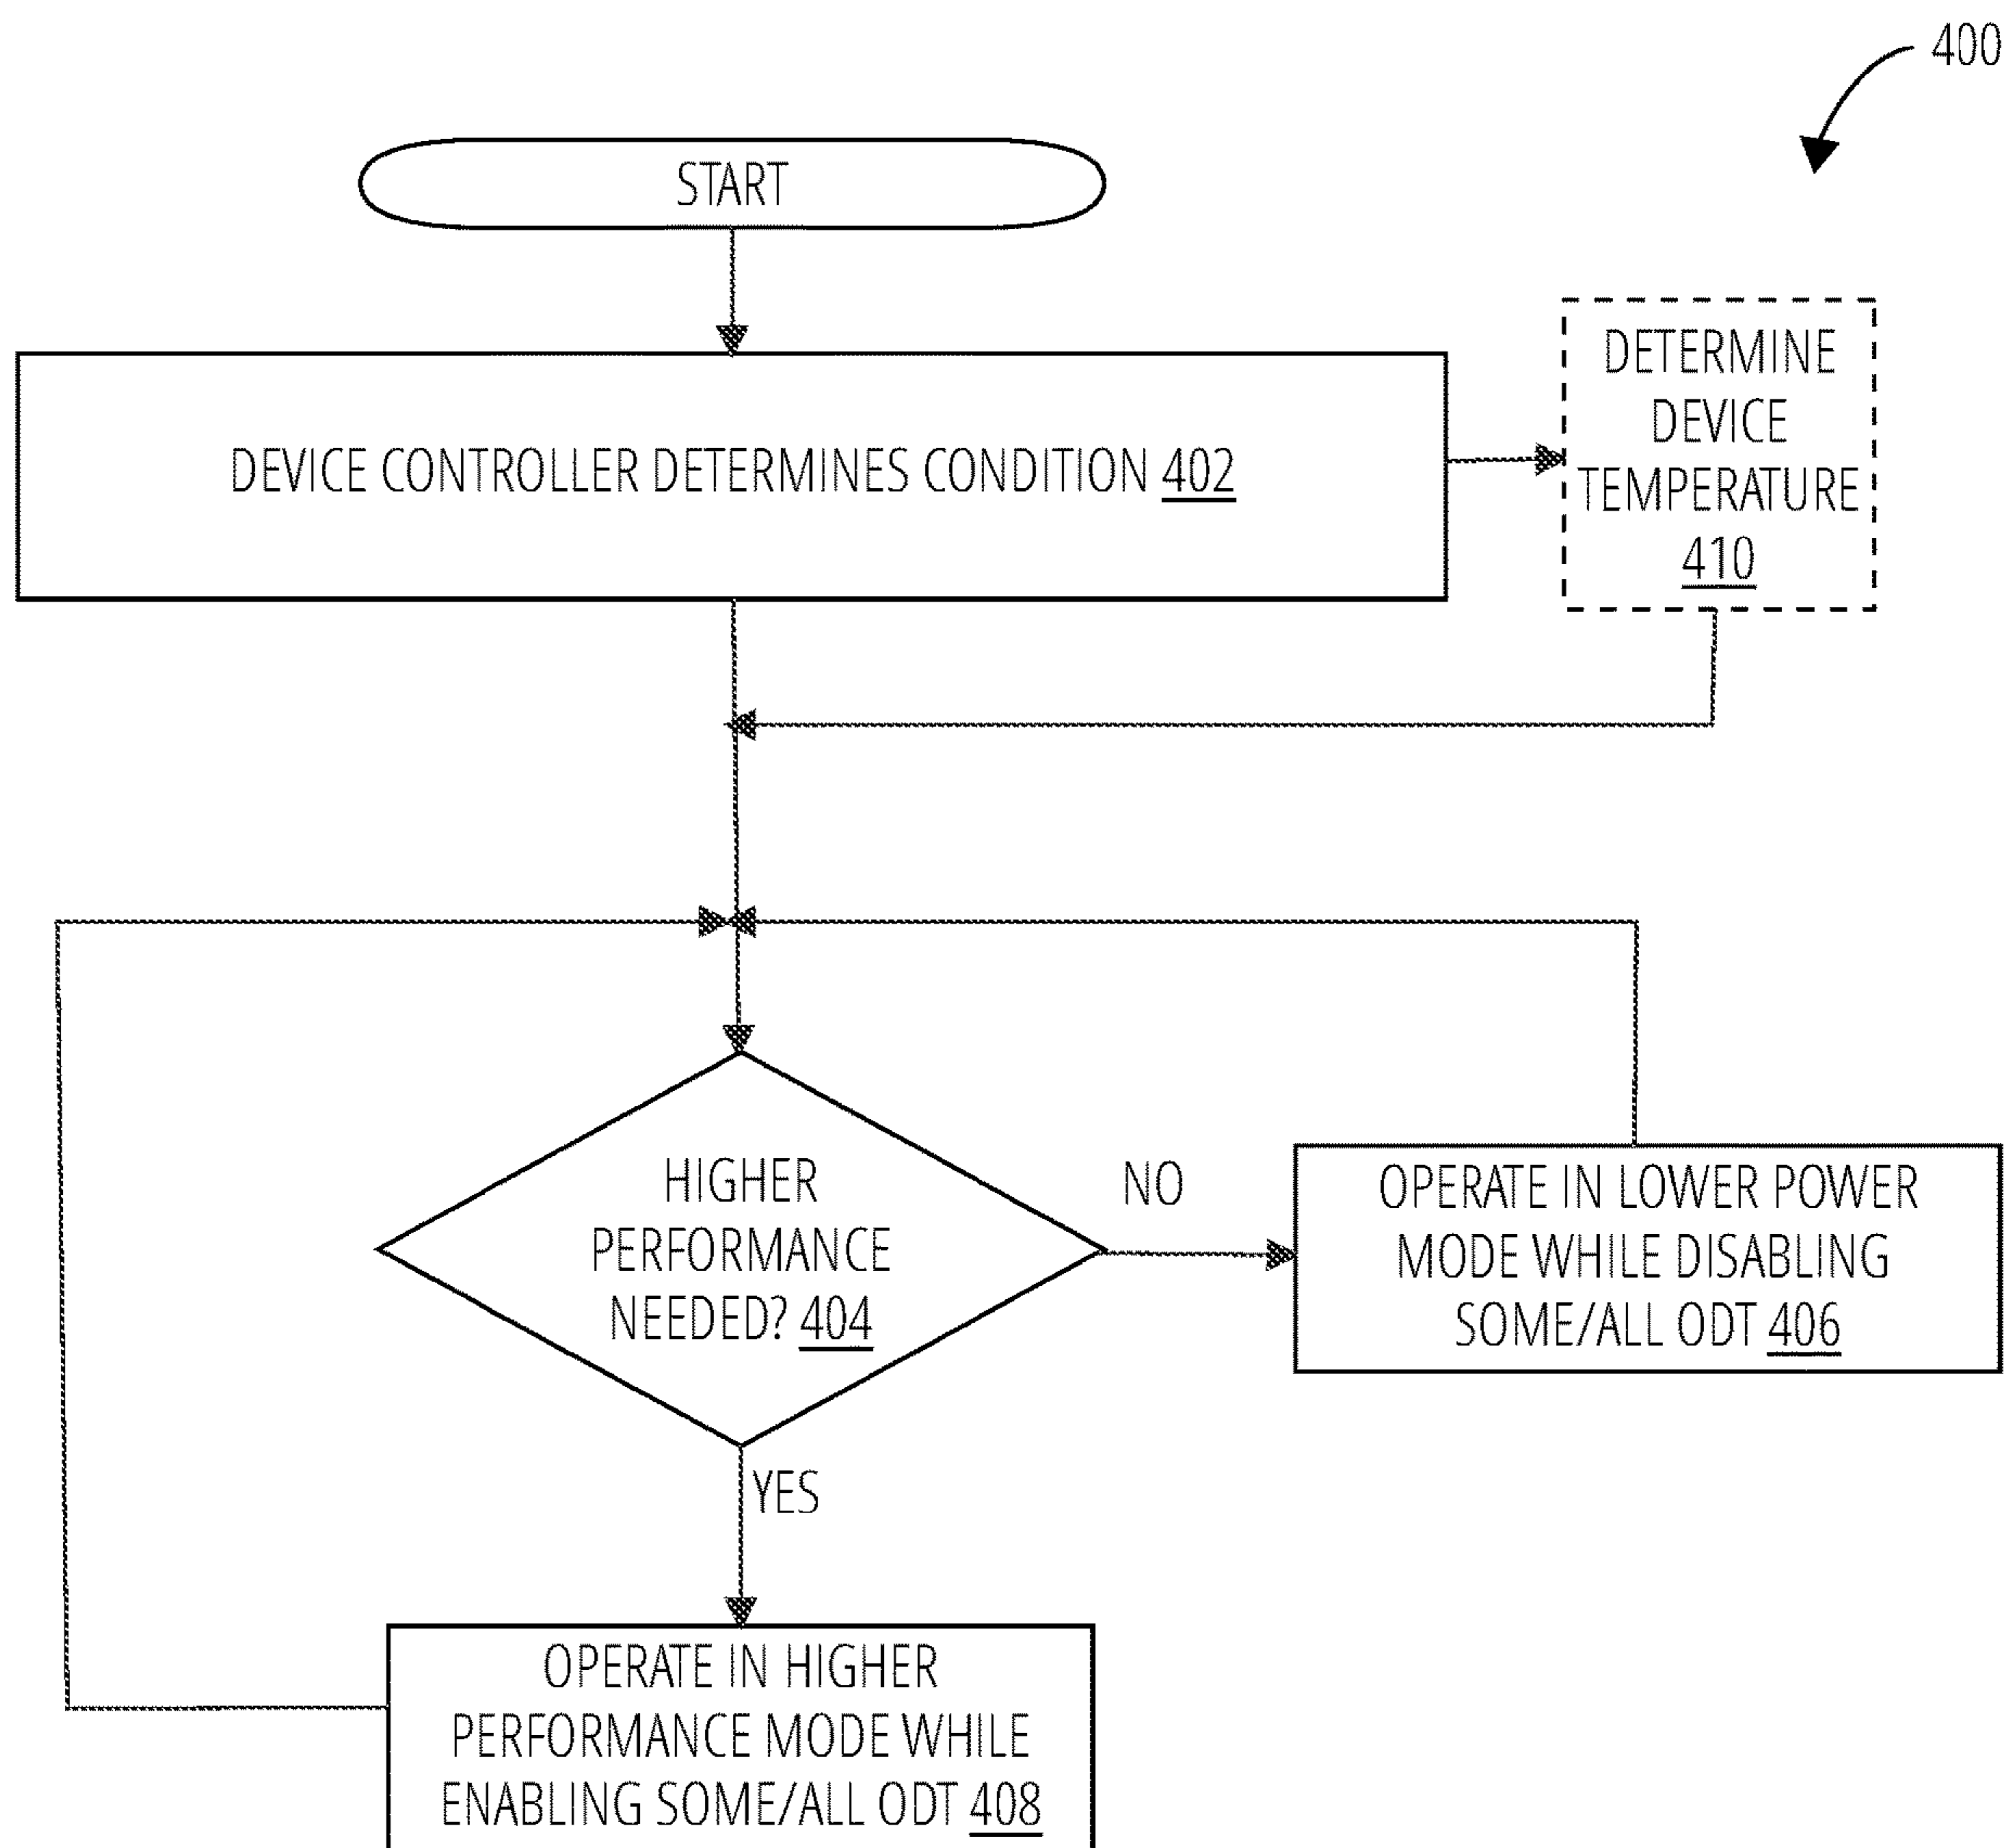 400
START
DEVICE CONTROLLER DETERMINES CONDITION 402
DETERMINE
DEVICE
TEMPERATURE
410
HIGHER
PERFORMANCE
NEEDED? 404
NO
OPERATE IN LOWER POWER
MODE WHILE DISABLING
SOME/ALL ODT 406
YES
OPERATE IN HIGHER
PERFORMANCE MODE WHILE
ENABLING SOME/ALL ODT 408